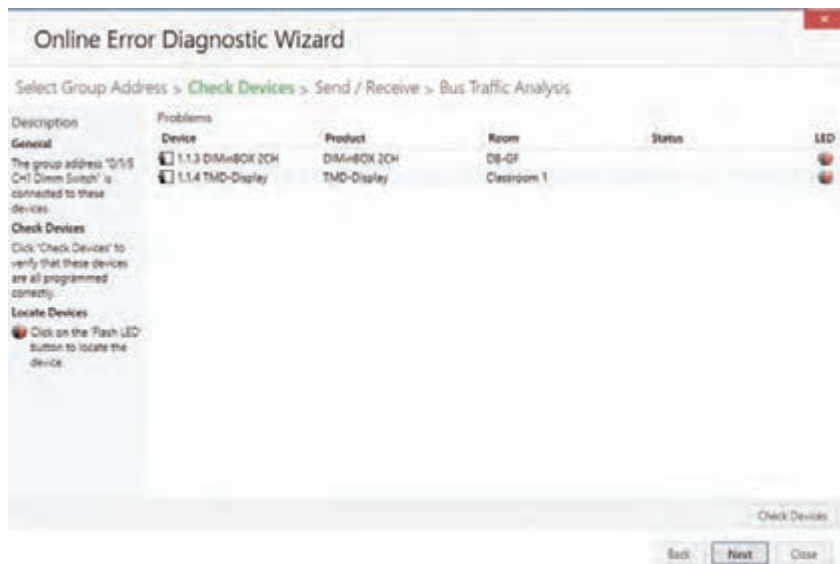 Online Error Diagnostic Wizard
Select Group Address > Check Devices > Send / Receive > Bus Traffic Analysis
Description
General
The group address "0/1/5
CH1 Dimm Switch" is
connected to these
devices.
Check Devices
Click 'Check Devices' to
verify that these devices
are all programmed
correctly.
Locate Devices
Click on the 'Flash LED'
button to locate the
device.
Problems
Device Product Room Status LED
1.1.3 DIMinBOX 2CH DIMinBOX 2CH DB-GF
1.1.4 TMD-Display TMD-Display Classroom 1
Check Devices
Back Next Close